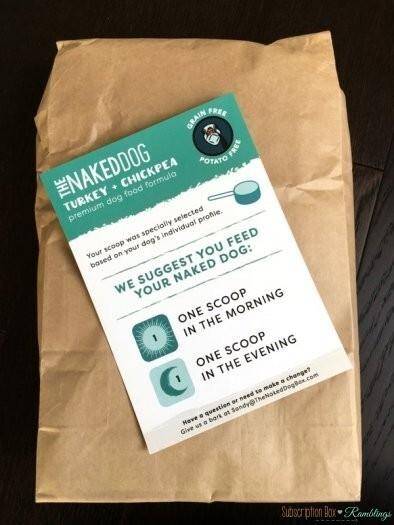 GRAIN FREE
POTATO FREE
THE NAKEDDOG
TURKEY + CHICKPEA
premium dog food formula
Your scoop was specially selected
based on your dog's individual profile.
WE SUGGEST YOU FEED
YOUR NAKED DOG:
1
ONE SCOOP
IN THE MORNING
1
ONE SCOOP
IN THE EVENING
Have a question or need to make a change?
Give us a bark at Sandy@TheNakedDogBox.com
Subscription Box ♥ Ramblings